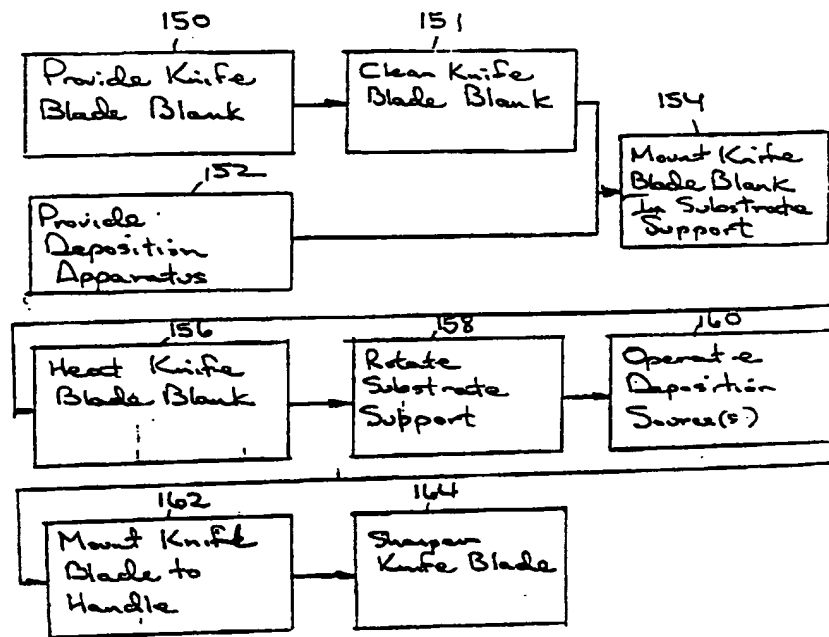 150
Provide Knife
Blade Blank
151
Clean Knife
Blade Blank
152
Provide
Deposition
Apparatus
154
Mount Knife
Blade Blank
In Substrate
Support
156
Heat Knife
Blade Blank
158
Rotate
Substrate
Support
160
Operate
Deposition
Source(s)
162
Mount Knife
Blade to
Handle
164
Sharpen
Knife Blade